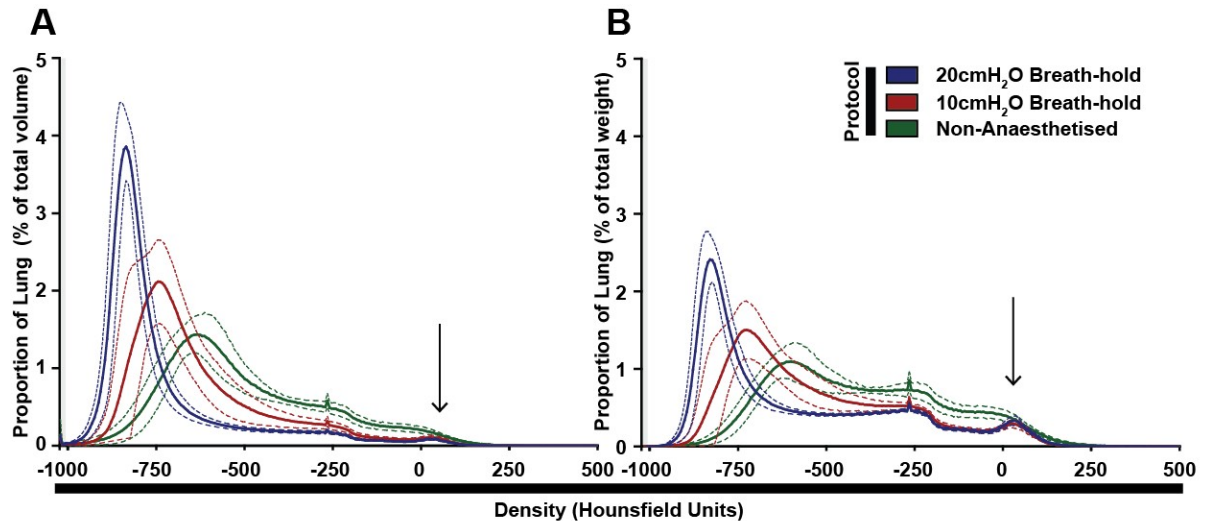 A
B
Proportion of Lung (% of total volume)
5
4
3
2
1
0
-1000 -750 -500 -250 0 250 500
Proportion of Lung (% of total weight)
5
4
3
2
1
0
-1000 -750 -500 -250 0 250 500
Protocol
20cmH₂O Breath-hold
10cmH₂O Breath-hold
Non-Anaesthetised
Density (Hounsfield Units)